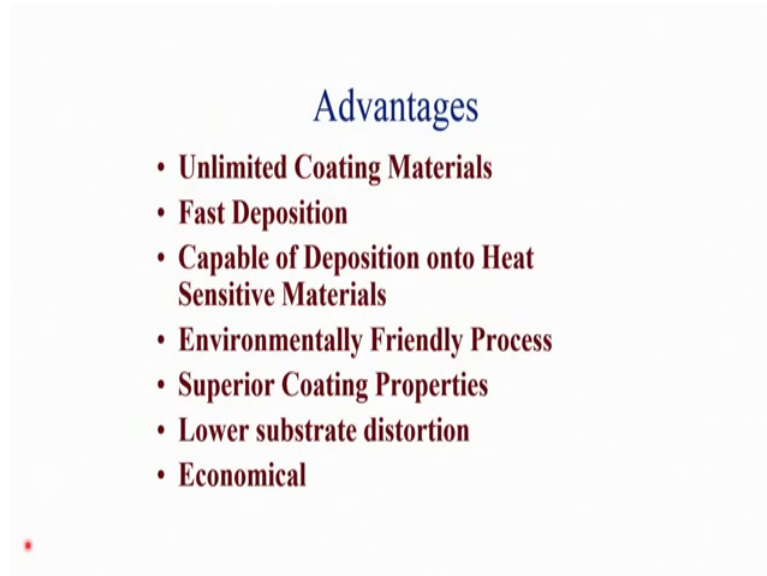 Advantages
• Unlimited Coating Materials
• Fast Deposition
• Capable of Deposition onto Heat
Sensitive Materials
• Environmentally Friendly Process
• Superior Coating Properties
• Lower substrate distortion
• Economical